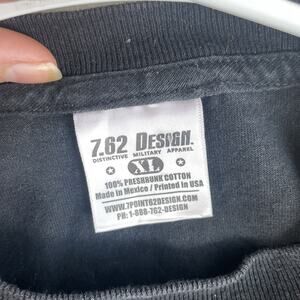 7.62 DESIGN.
DISTINCTIVE MILITARY APPAREL
XL
100% PRESHRUNK COTTON
Made in Mexico / Printed in USA
WWW.7POINT62DESIGN.COM
PH: 1-888-762-DESIGN